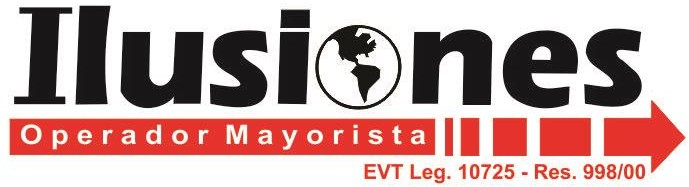 Ilusiones
Operador Mayorista
EVT Leg. 10725 - Res. 998/00